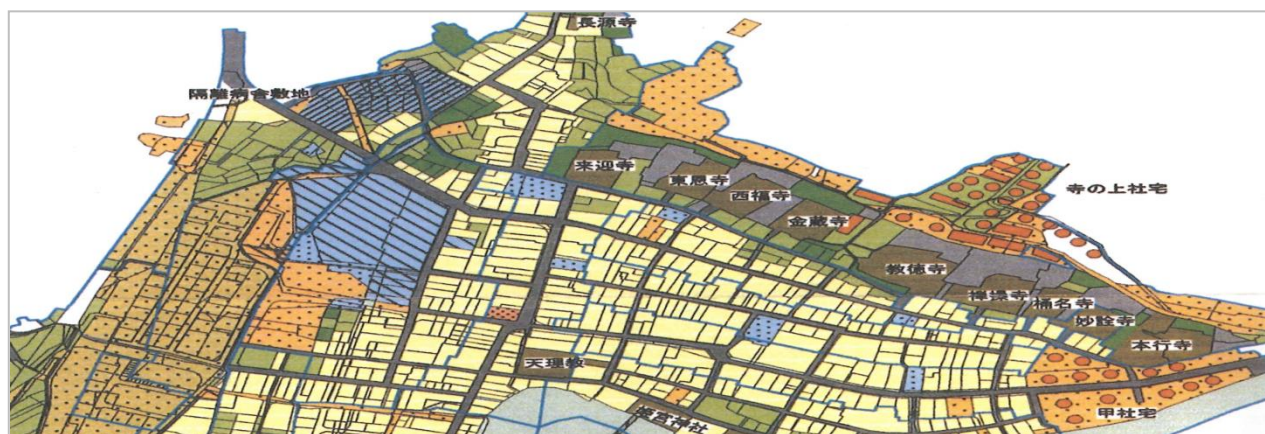 長源寺
隔離病舎敷地
来迎寺
東恩寺
西福寺
寺の上社宅
金蔵寺
教徳寺
浄操寺
桶名寺
妙詮寺
本行寺
天理教
甲社宅